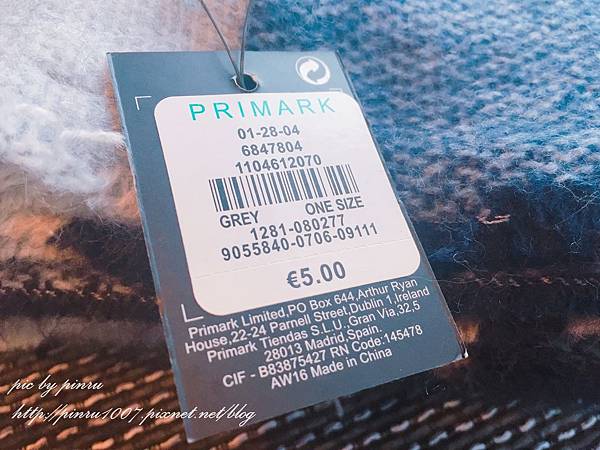 PRIMARK
01-28-04
6847804
1104612070
GREY ONE SIZE
1281-080277
9055840-0706-09111
€5.00
Primark Limited,PO Box 644,Arthur Ryan
House,22-24 Parnell Street,Dublin 1,Ireland
Primark Tiendas S.L.U. Gran Via,32,5
28013 Madrid,Spain.
CIF - B83875427 RN Code:145478
AW16 Made in China
pic by pinru
http://pinru1007.pixnet.net/blog